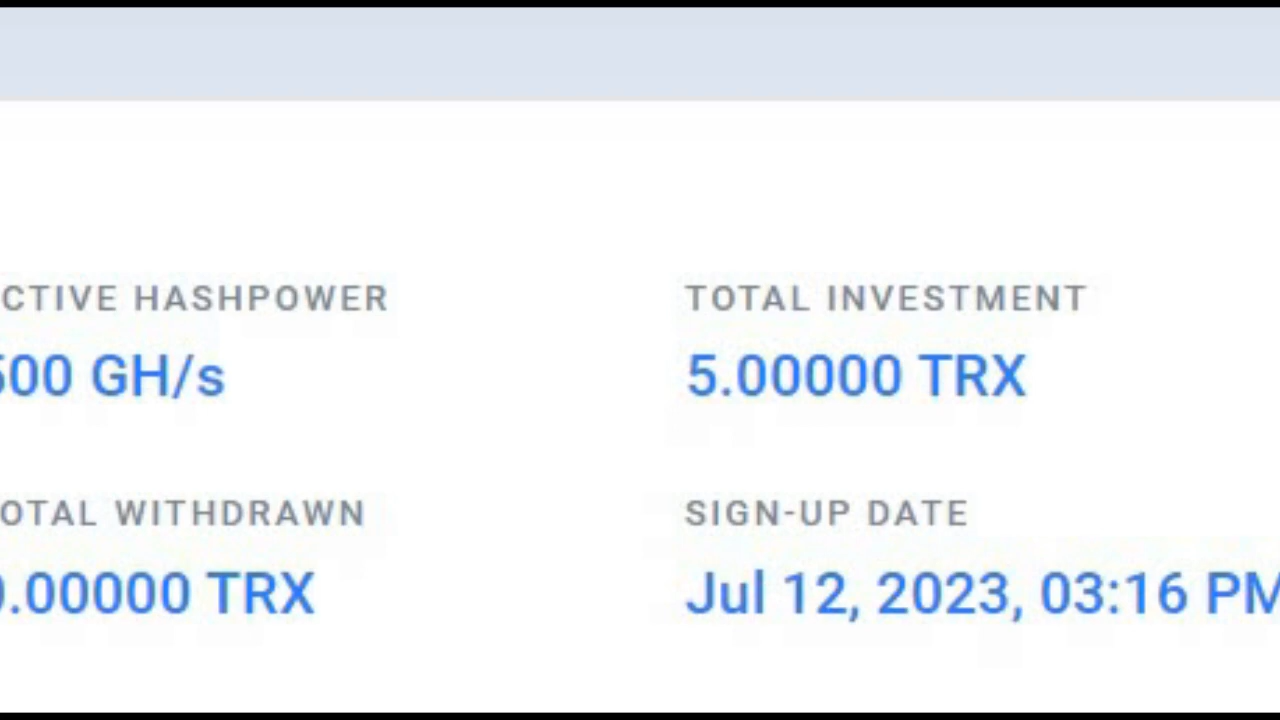 CTIVE HASHPOWER
TOTAL INVESTMENT
500 GH/s
5.00000 TRX
OTAL WITHDRAWN
SIGN-UP DATE
0.00000 TRX
Jul 12, 2023, 03:16 PM